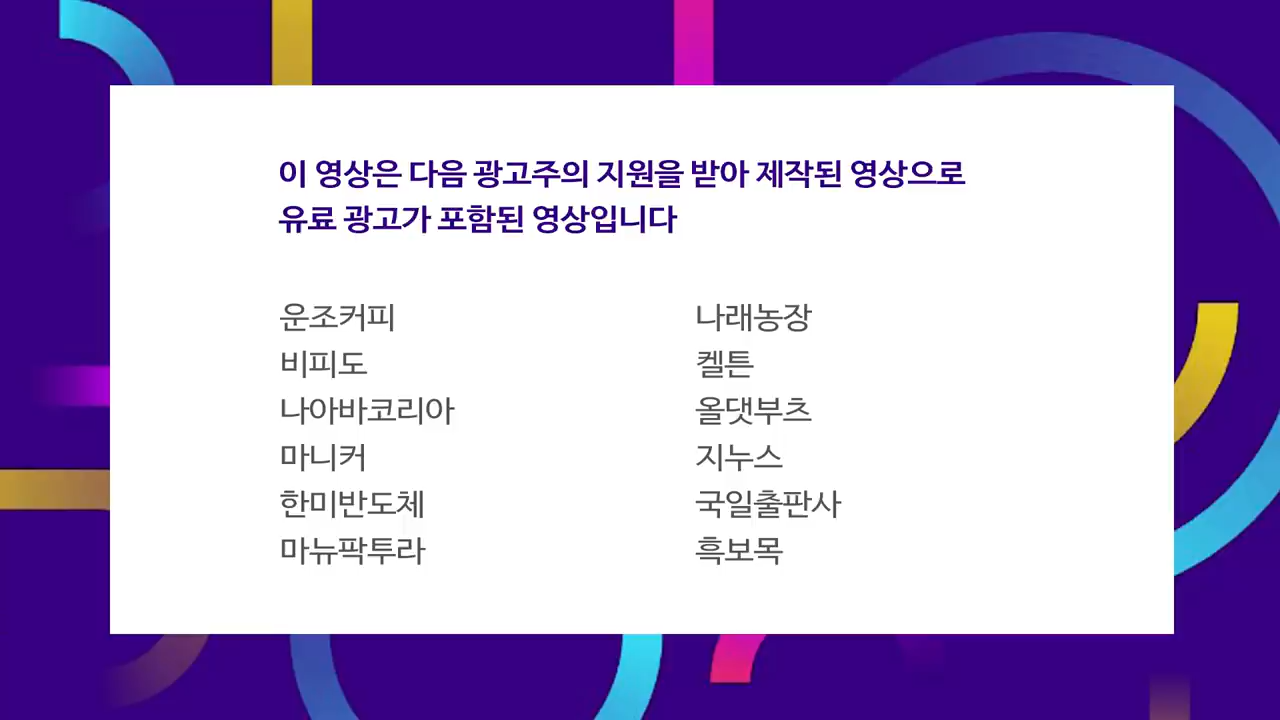 이 영상은 다음 광고주의 지원을 받아 제작된 영상으로
유료 광고가 포함된 영상입니다
운조커피
비피도
나아바코리아
마니커
한미반도체
마뉴팍투라
나래농장
켈튼
올댓부츠
지누스
국일출판사
흑보목